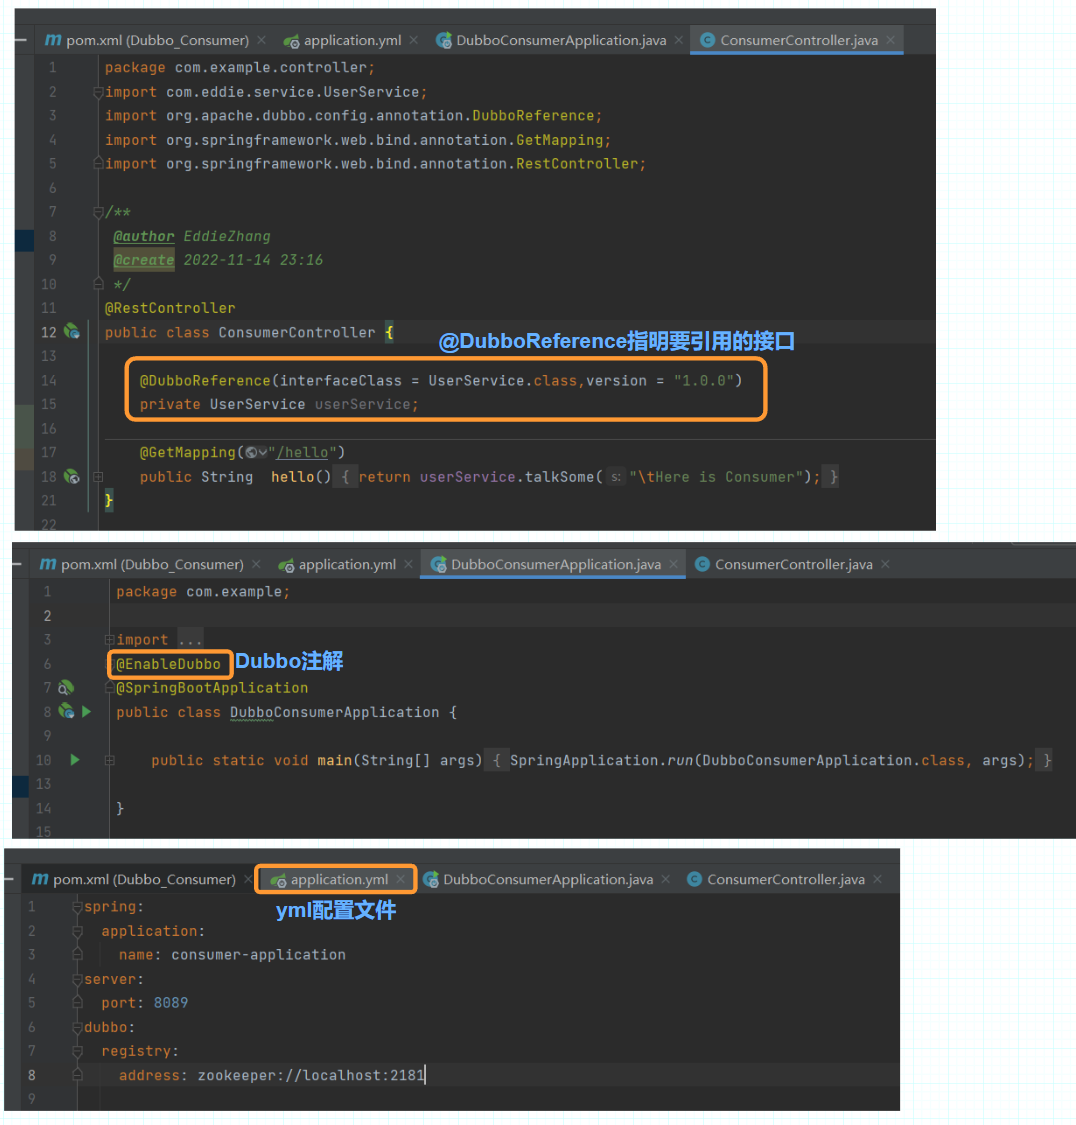 pom.xml (Dubbo_Consumer) application.yml DubboConsumerApplication.java ConsumerController.java
1 package com.example.controller;
2 import com.eddie.service.UserService;
3 import org.apache.dubbo.config.annotation.DubboReference;
4 import org.springframework.web.bind.annotation.GetMapping;
5 import org.springframework.web.bind.annotation.RestController;
6
7 /**
8 @author EddieZhang
9 @create 2022-11-14 23:16
10 */
11 @RestController
12 public class ConsumerController {
@DubboReference指明要引用的接口
13
14 @DubboReference(interfaceClass = UserService.class,version = "1.0.0")
15 private UserService userService;
16
17 @GetMapping("/hello")
18 public String hello() { return userService.talkSome( s: "\tHere is Consumer"); }
21 }
22
pom.xml (Dubbo_Consumer) application.yml DubboConsumerApplication.java ConsumerController.java
1 package com.example;
2
3 import ...
6 @EnableDubbo Dubbo注解
7 @SpringBootApplication
8 public class DubboConsumerApplication {
9
10 public static void main(String[] args) { SpringApplication.run(DubboConsumerApplication.class, args); }
13
14 }
15
pom.xml (Dubbo_Consumer) application.yml DubboConsumerApplication.java ConsumerController.java
yml配置文件
1 spring:
2 application:
3 name: consumer-application
4 server:
5 port: 8089
6 dubbo:
7 registry:
8 address: zookeeper://localhost:2181
9